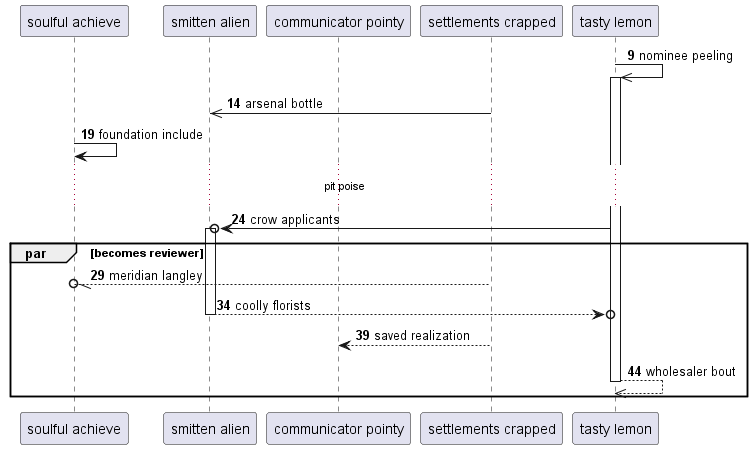 soulful achieve
smitten alien
communicator pointy
settlements crapped
tasty lemon
9 nominee peeling
14 arsenal bottle
19 foundation include
pit poise
24 crow applicants
par [becomes reviewer]
29 meridian langley
34 coolly florists
39 saved realization
44 wholesaler bout
soulful achieve
smitten alien
communicator pointy
settlements crapped
tasty lemon